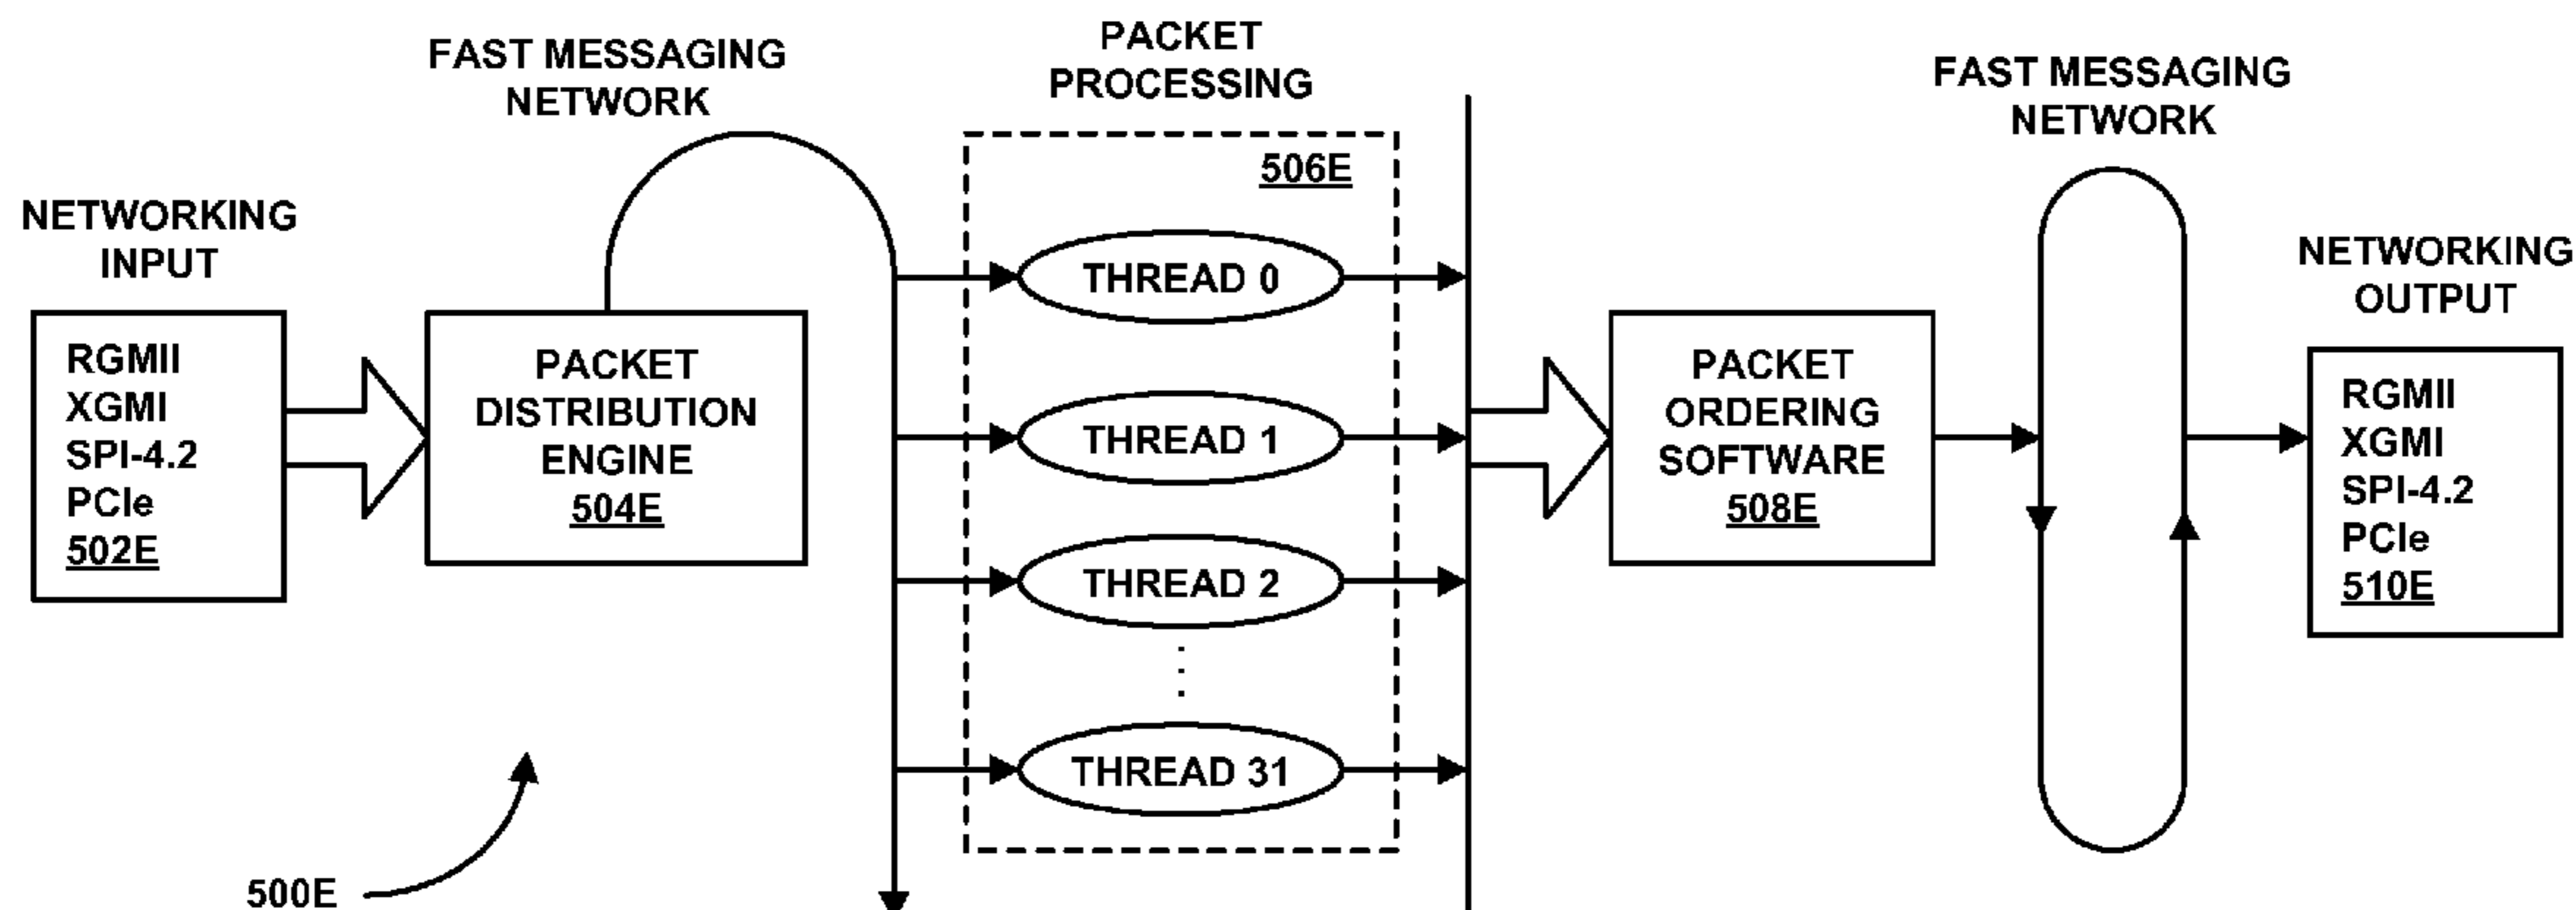 FAST MESSAGING
NETWORK
PACKET
PROCESSING
FAST MESSAGING
NETWORK
NETWORKING
INPUT
RGMII
XGMI
SPI-4.2
PCIe
502E
PACKET
DISTRIBUTION
ENGINE
504E
506E
THREAD 0
THREAD 1
THREAD 2
THREAD 31
PACKET
ORDERING
SOFTWARE
508E
NETWORKING
OUTPUT
RGMII
XGMI
SPI-4.2
PCIe
510E
500E